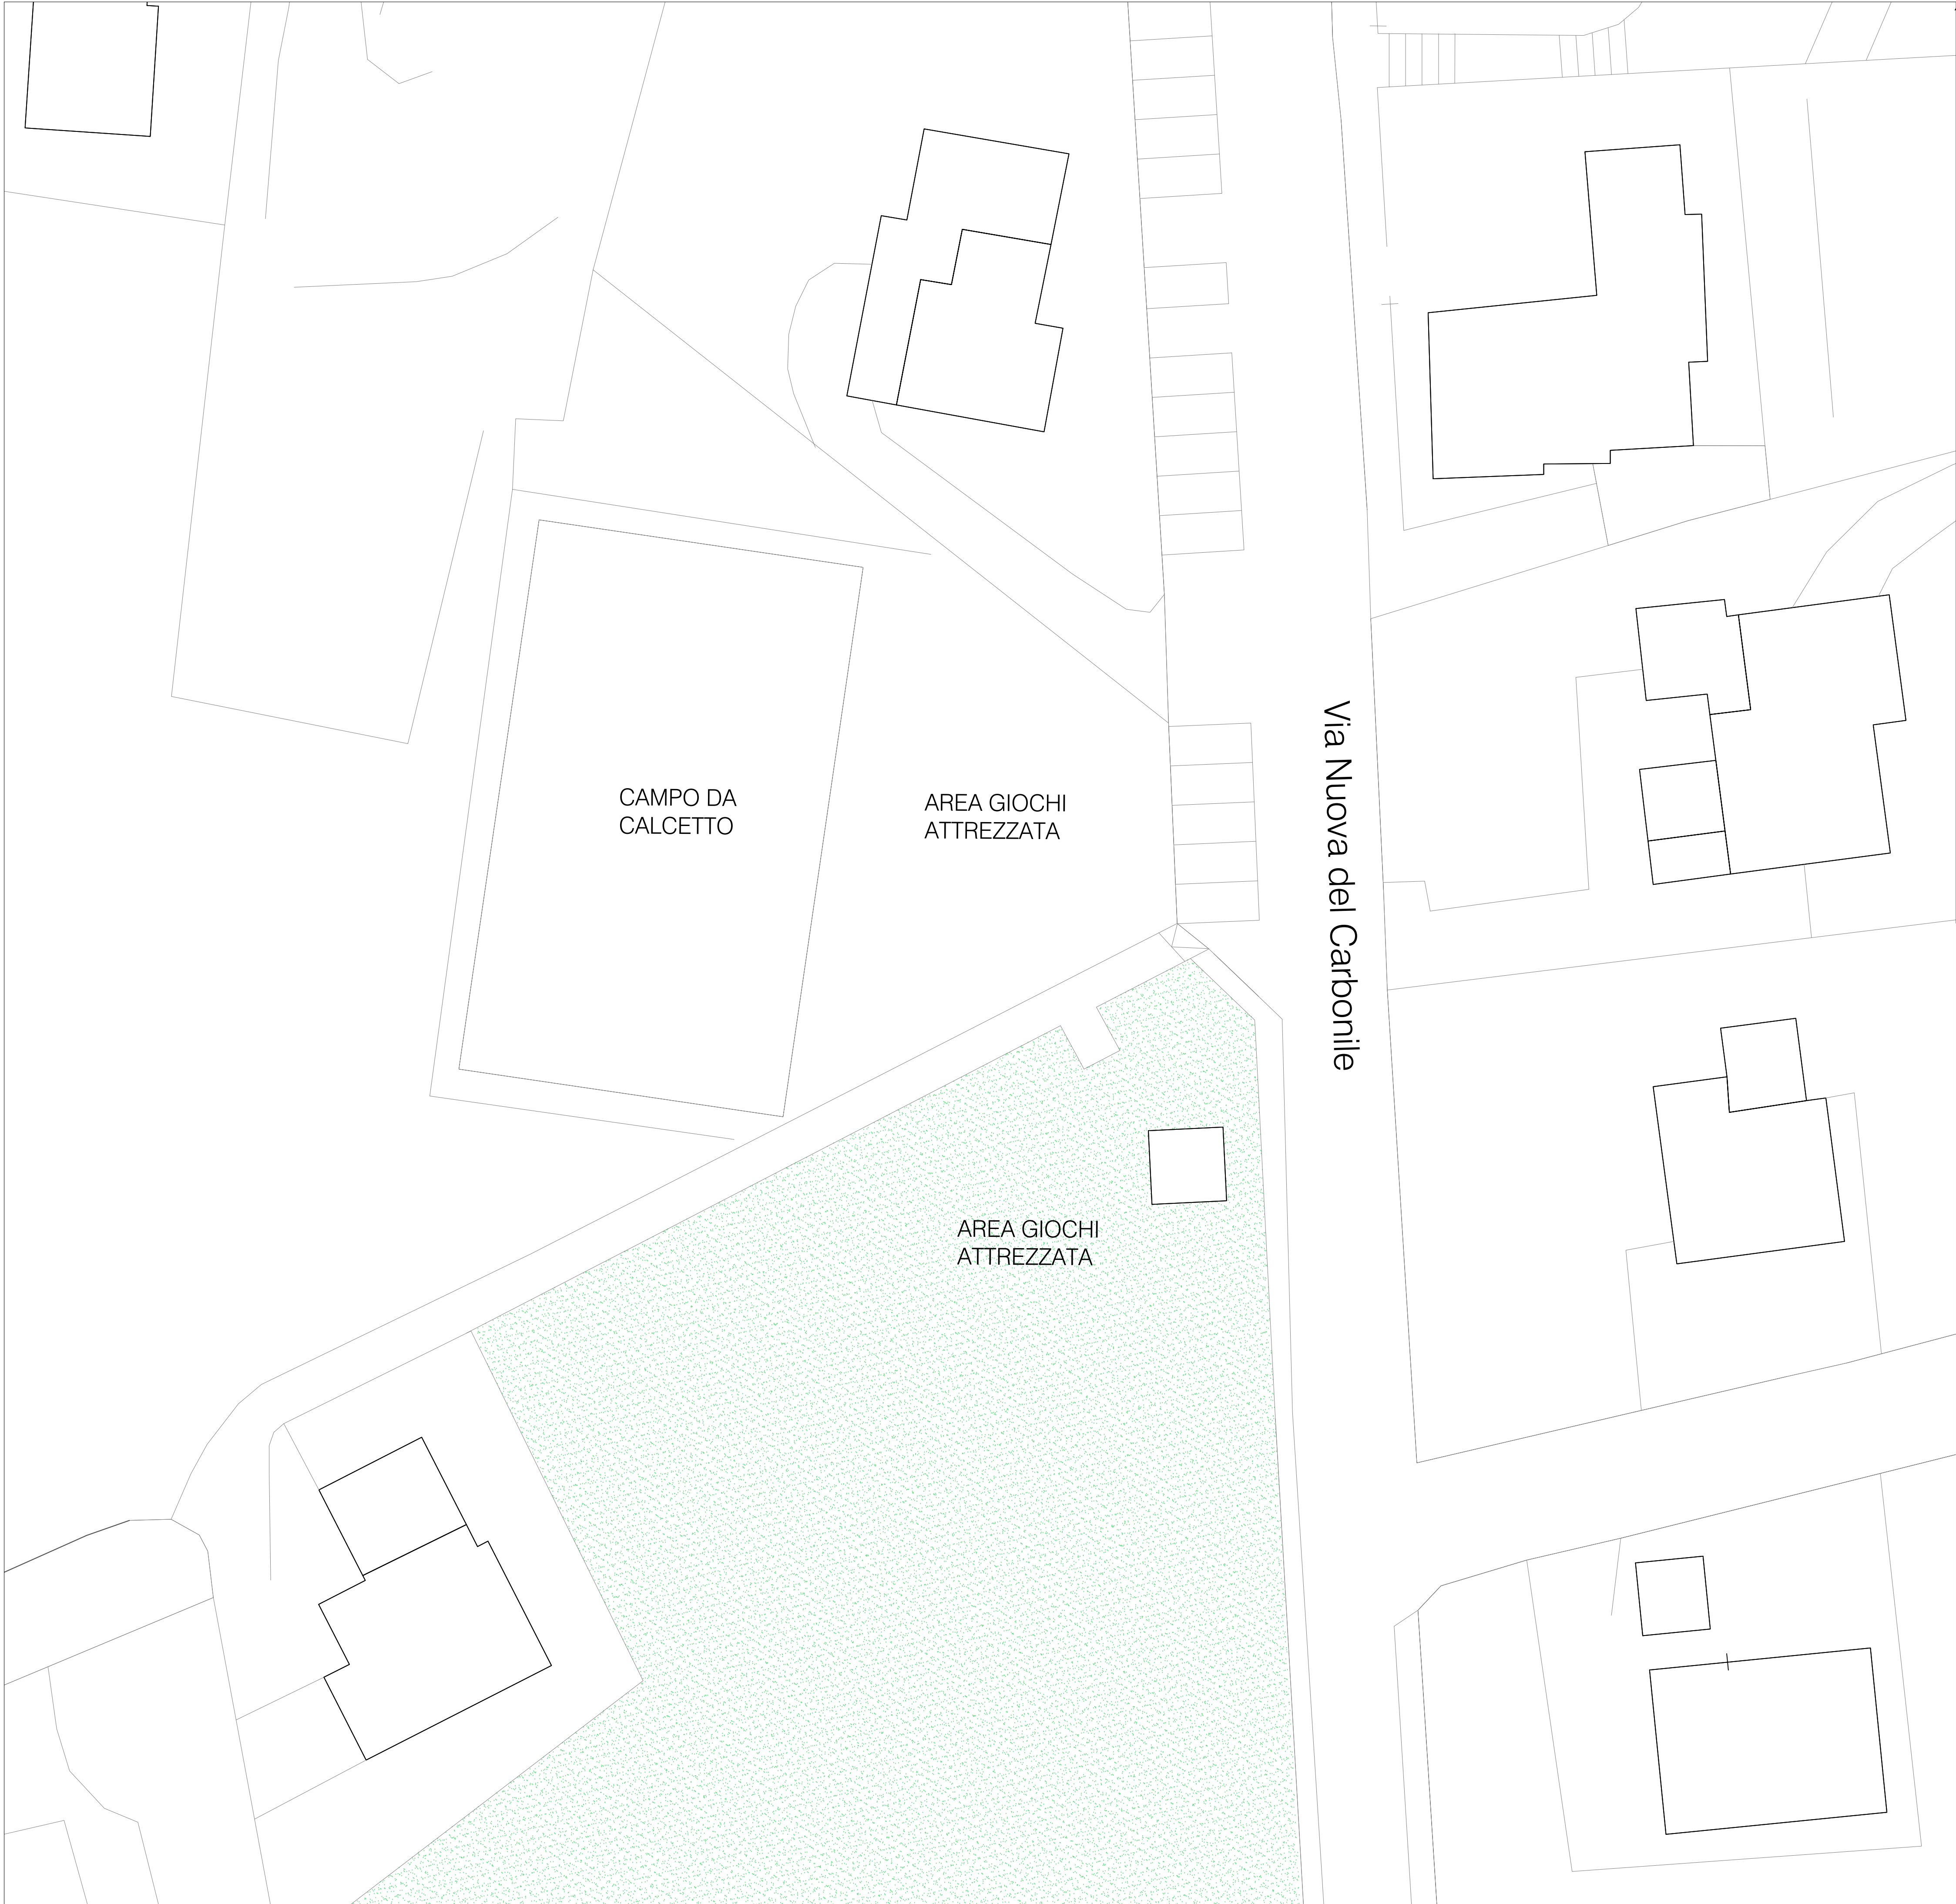 CAMPO DA
CALCETTO
AREA GIOCHI
ATTREZZATA
Via Nuova del Carbonile
AREA GIOCHI
ATTREZZATA